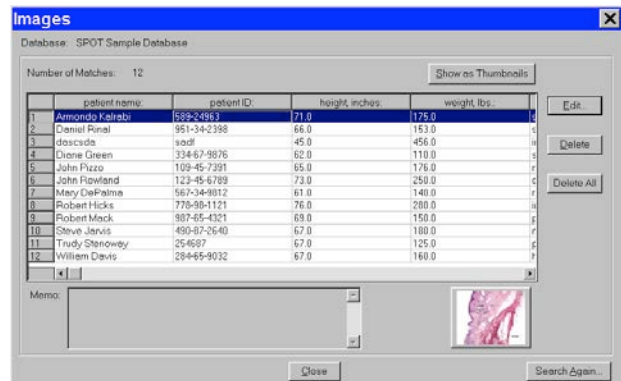 Images
Database: SPOT Sample Database
Number of Matches: 12
Show as Thumbnails
patient name: patient ID: height, inches: weight, lbs.:
1 Armondo Kalrabi 589-24963 71.0 175.0
2 Daniel Rinal 951-34-2398 66.0 153.0
3 dascsda sadf 45.0 456.0
4 Diane Green 334-67-9876 62.0 110.0
5 John Pizzo 109-45-7391 65.0 176.0
6 John Rowland 123-45-6789 73.0 250.0
7 Mary DePalma 567-34-9812 61.0 140.0
8 Robert Hicks 778-98-1121 76.0 280.0
9 Robert Mack 987-65-4321 69.0 150.0
10 Steve Jarvis 490-87-2640 67.0 180.0
11 Trudy Stenoway 254687 67.0 125.0
12 William Davis 284-65-9032 67.0 160.0
Edit..
Delete
Delete All
Memo:
Close
Search Again...